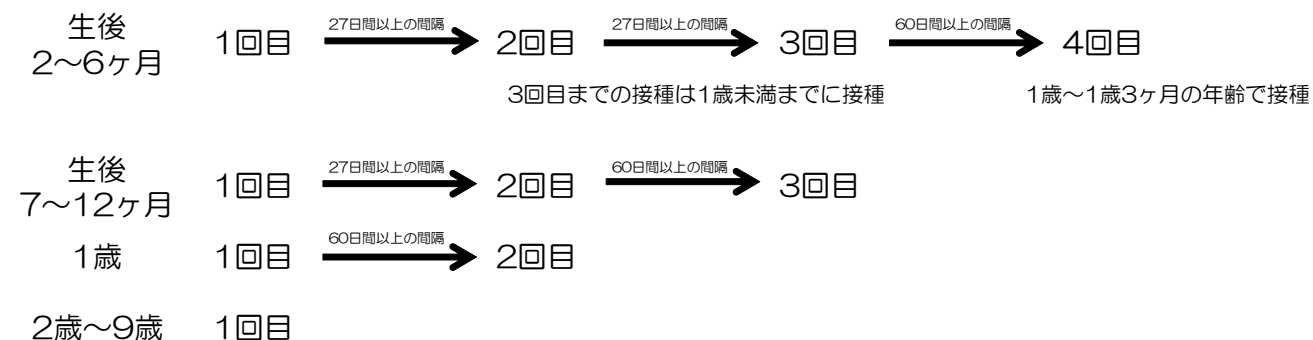 生後
2～6ヶ月
1回目
27日間以上の間隔
2回目
27日間以上の間隔
3回目
60日間以上の間隔
4回目
3回目までの接種は1歳未満までに接種
1歳～1歳3ヶ月の年齢で接種
生後
7～12ヶ月
1回目
27日間以上の間隔
2回目
60日間以上の間隔
3回目
1歳
1回目
60日間以上の間隔
2回目
2歳～9歳
1回目